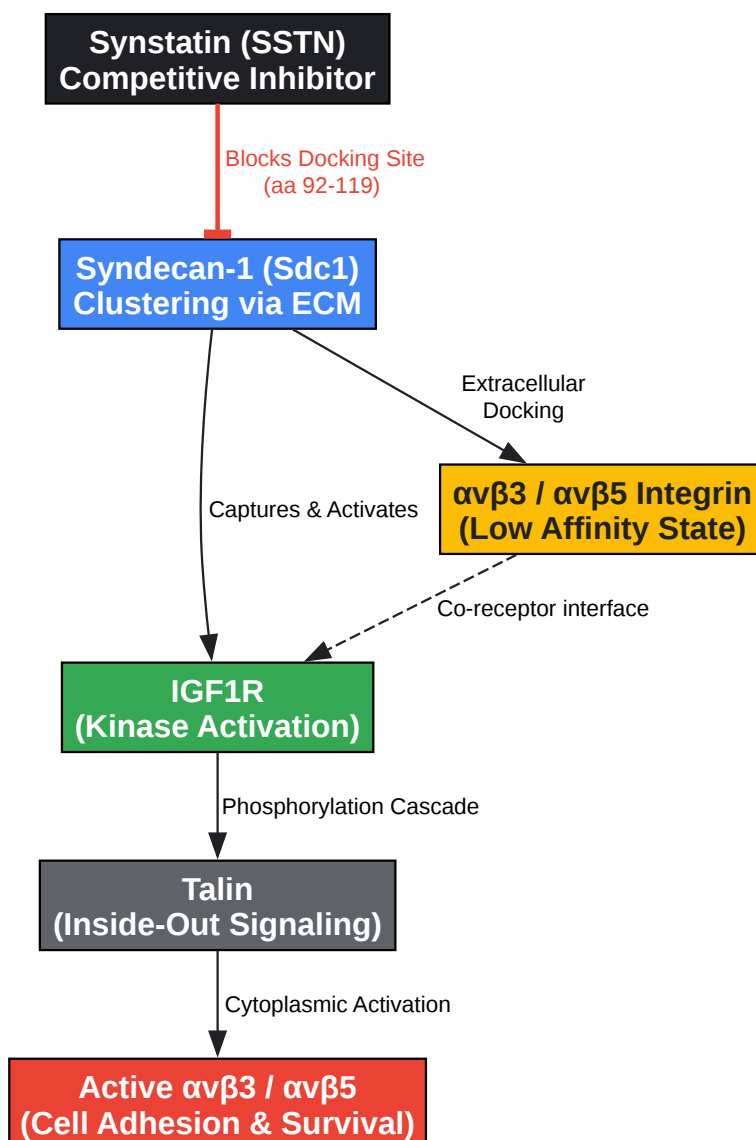 Synstatin (SSTN)
Competitive Inhibitor
Blocks Docking Site
(aa 92-119)
Syndecan-1 (Sdc1)
Clustering via ECM
Extracellular
Docking
αvβ3 / αvβ5 Integrin
(Low Affinity State)
Captures & Activates
Co-receptor interface
IGF1R
(Kinase Activation)
Phosphorylation Cascade
Talin
(Inside-Out Signaling)
Cytoplasmic Activation
Active αvβ3 / αvβ5
(Cell Adhesion & Survival)